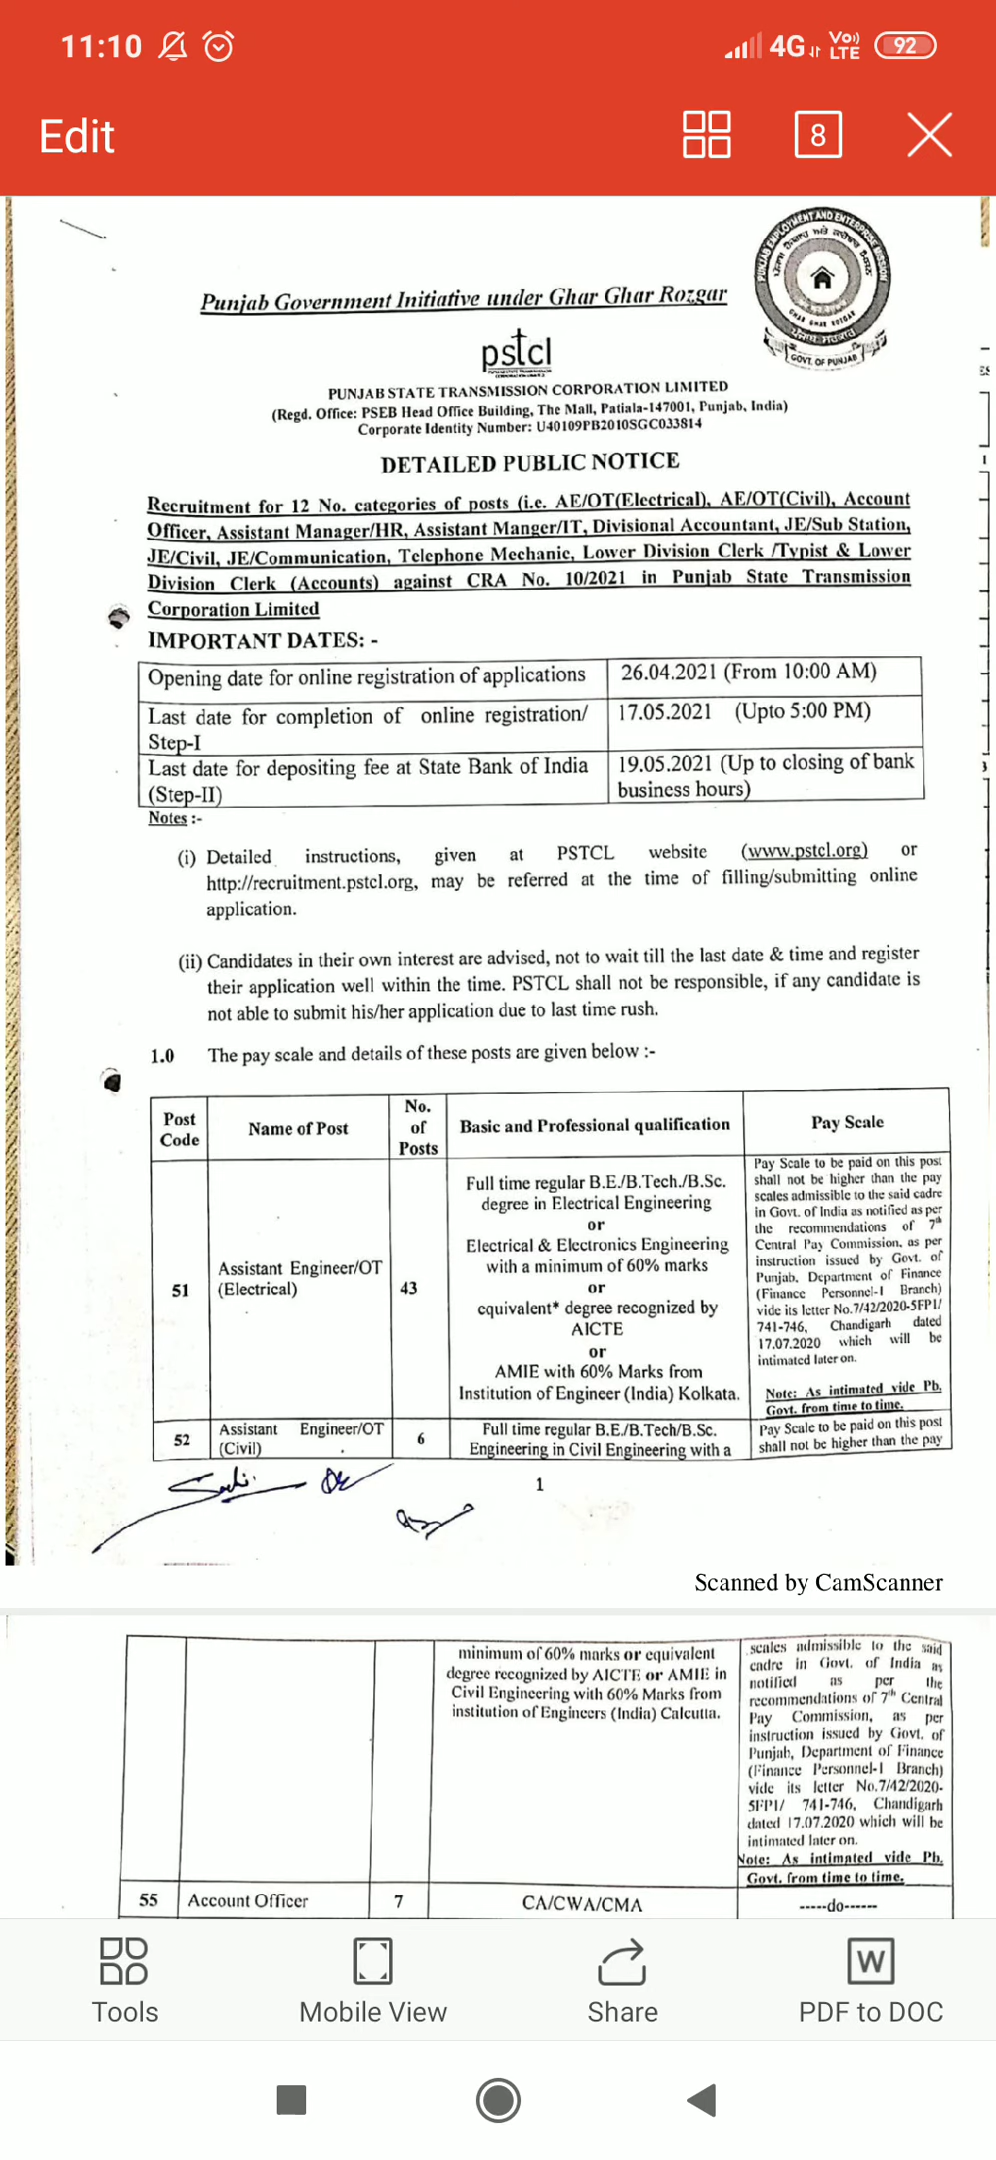 11:10 4G Vo)) LTE 92
Edit 8
PUNJAB EMPLOYMENT AND ENTERPRISE MISSION
GHAR GHAR ROZGAR
GOVT. OF PUNJAB
Punjab Government Initiative under Ghar Ghar Rozgar
pstcl
PUNJAB STATE TRANSMISSION CORPORATION LIMITED
(Regd. Office: PSEB Head Office Building, The Mall, Patiala-147001, Punjab, India)
Corporate Identity Number: U40109PB2010SGC033814
DETAILED PUBLIC NOTICE
Recruitment for 12 No. categories of posts (i.e. AE/OT(Electrical), AE/OT(Civil), Account
Officer, Assistant Manager/HR, Assistant Manger/IT, Divisional Accountant, JE/Sub Station,
JE/Civil, JE/Communication, Telephone Mechanic, Lower Division Clerk /Typist & Lower
Division Clerk (Accounts) against CRA No. 10/2021 in Punjab State Transmission
Corporation Limited
IMPORTANT DATES: -
Opening date for online registration of applications 26.04.2021 (From 10:00 AM)
Last date for completion of online registration/ 17.05.2021 (Upto 5:00 PM)
Step-I
Last date for depositing fee at State Bank of India 19.05.2021 (Up to closing of bank
(Step-II) business hours)
Notes :-
(i) Detailed instructions, given at PSTCL website (www.pstcl.org) or
http://recruitment.pstcl.org, may be referred at the time of filling/submitting online
application.
(ii) Candidates in their own interest are advised, not to wait till the last date & time and register
their application well within the time. PSTCL shall not be responsible, if any candidate is
not able to submit his/her application due to last time rush.
1.0 The pay scale and details of these posts are given below :-
Post
Code
Name of Post
No.
of
Posts
Basic and Professional qualification
Pay Scale
51
Assistant Engineer/OT
(Electrical)
43
Full time regular B.E./B.Tech./B.Sc.
degree in Electrical Engineering
or
Electrical & Electronics Engineering
with a minimum of 60% marks
or
equivalent* degree recognized by
AICTE
or
AMIE with 60% Marks from
Institution of Engineer (India) Kolkata.
Pay Scale to be paid on this post
shall not be higher than the pay
scales admissible to the said cadre
in Govt. of India as notified as per
the recommendations of 7th
Central Pay Commission, as per
instruction issued by Govt. of
Punjab, Department of Finance
(Finance Personnel-I Branch)
vide its letter No.7/42/2020-5FP1/
741-746, Chandigarh dated
17.07.2020 which will be
intimated later on.
Note: As intimated vide Pb.
Govt. from time to time.
52
Assistant Engineer/OT
(Civil)
6
Full time regular B.E./B.Tech/B.Sc.
Engineering in Civil Engineering with a
Pay Scale to be paid on this post
shall not be higher than the pay
1
Scanned by CamScanner
minimum of 60% marks or equivalent
degree recognized by AICTE or AMIE in
Civil Engineering with 60% Marks from
institution of Engineers (India) Calcutta.
scales admissible to the said
cadre in Govt. of India as
notified as per the
recommendations of 7th Central
Pay Commission, as per
instruction issued by Govt. of
Punjab, Department of Finance
(Finance Personnel-I Branch)
vide its letter No.7/42/2020-
5FP1/ 741-746, Chandigarh
dated 17.07.2020 which will be
intimated later on.
Note: As intimated vide Pb.
Govt. from time to time.
55 Account Officer 7 CA/CWA/CMA -----do------
Tools Mobile View Share W PDF to DOC